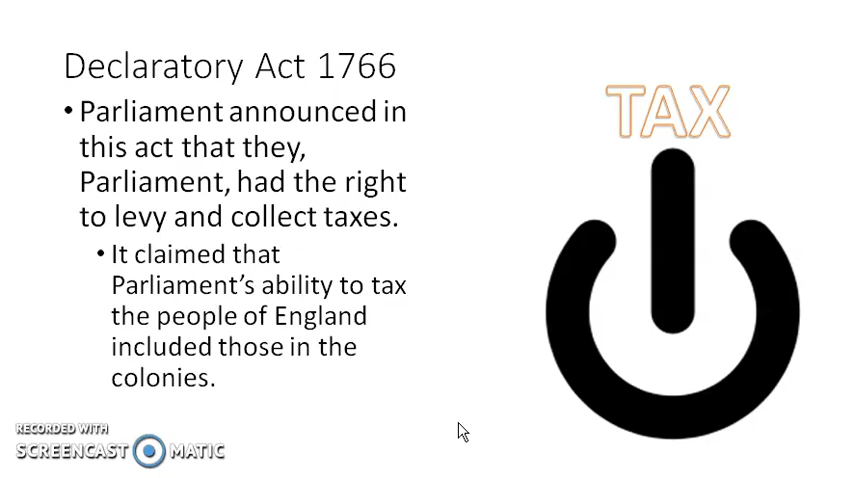 Declaratory Act 1766
• Parliament announced in
this act that they,
Parliament, had the right
to levy and collect taxes.
• It claimed that
Parliament’s ability to tax
the people of England
included those in the
colonies.
TAX
RECORDED WITH
SCREENCAST MATIC